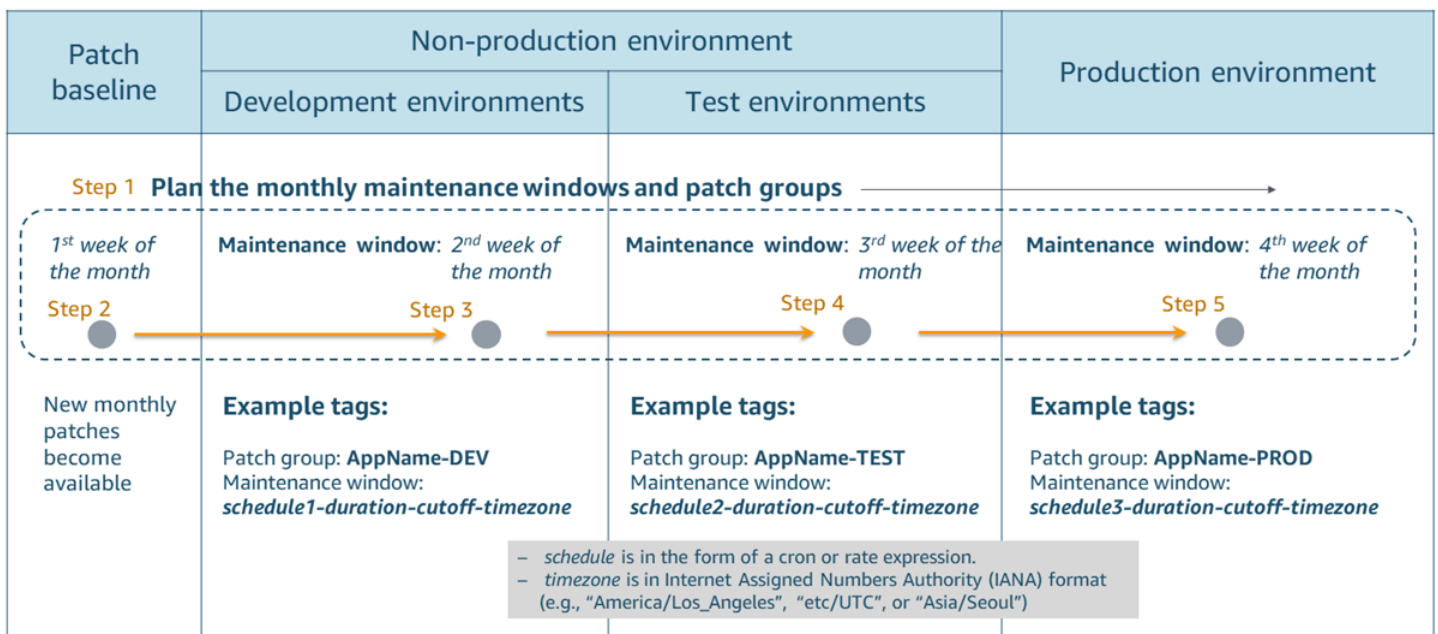 Patch
baseline
Non-production environment
Development environments
Test environments
Production environment
Step 1 Plan the monthly maintenance windows and patch groups
1st week of
the month
Step 2
Maintenance window: 2nd week of
the month
Step 3
Maintenance window: 3rd week of the
month
Step 4
Maintenance window: 4th week of
the month
Step 5
New monthly
patches
become
available
Example tags:
Patch group: AppName-DEV
Maintenance window:
schedule1-duration-cutoff-timezone
Example tags:
Patch group: AppName-TEST
Maintenance window:
schedule2-duration-cutoff-timezone
Example tags:
Patch group: AppName-PROD
Maintenance window:
schedule3-duration-cutoff-timezone
– schedule is in the form of a cron or rate expression.
– timezone is in Internet Assigned Numbers Authority (IANA) format
(e.g., “America/Los_Angeles”, “etc/UTC”, or “Asia/Seoul”)